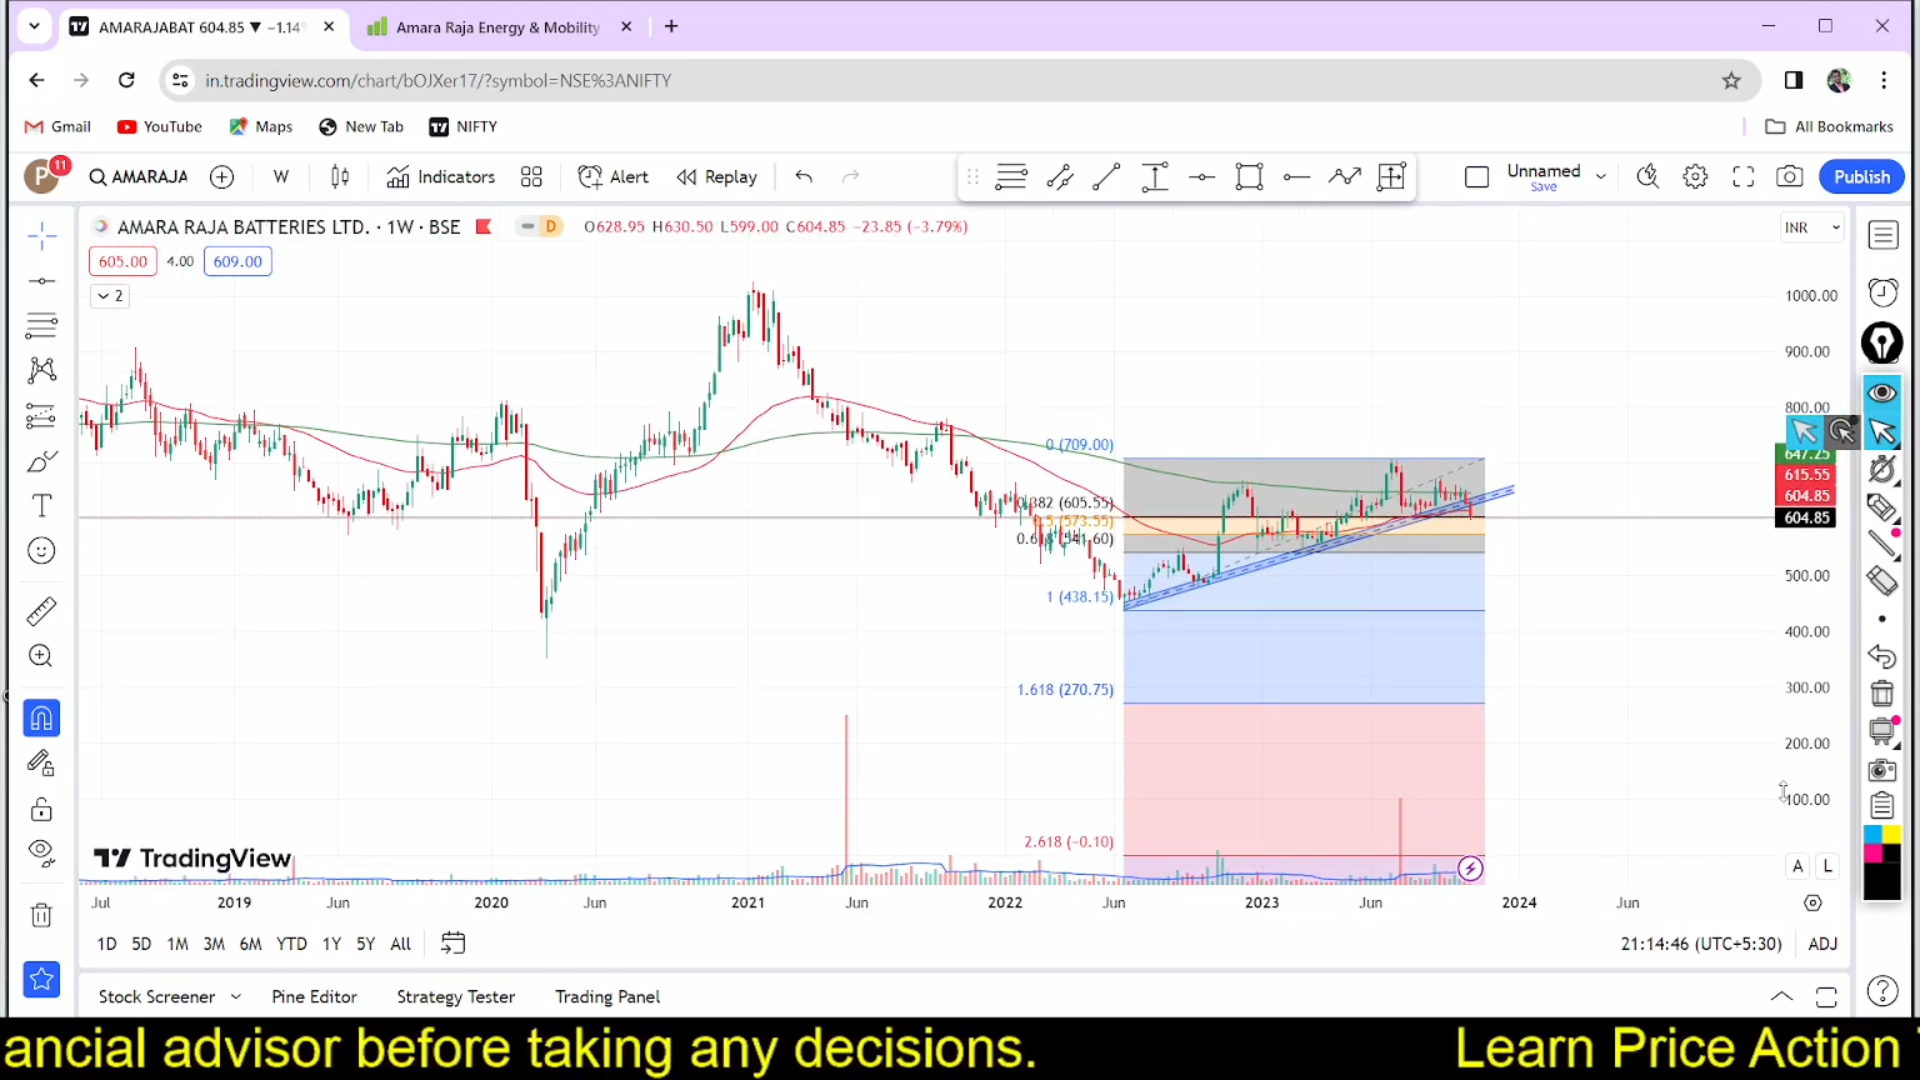 AMARAJABAT 604.85 ▼ −1.14%
Amara Raja Energy & Mobility
in.tradingview.com/chart/bOJXer17/?symbol=NSE%3ANIFTY
Gmail
YouTube
Maps
New Tab
NIFTY
All Bookmarks
P
11
AMARAJA
W
Indicators
Alert
Replay
Unnamed
Save
Publish
AMARA RAJA BATTERIES LTD. · 1W · BSE
D
O628.95 H630.50 L599.00 C604.85 −23.85 (−3.79%)
INR
605.00
4.00
609.00
2
1000.00
900.00
800.00
647.25
615.55
604.85
604.85
500.00
400.00
300.00
200.00
100.00
0 (709.00)
0.382 (605.55)
0.5 (573.55)
0.618 (541.60)
1 (438.15)
1.618 (270.75)
2.618 (-0.10)
TradingView
A
L
Jul
2019
Jun
2020
Jun
2021
Jun
2022
Jun
2023
Jun
2024
Jun
1D
5D
1M
3M
6M
YTD
1Y
5Y
All
21:14:46 (UTC+5:30)
ADJ
Stock Screener
Pine Editor
Strategy Tester
Trading Panel
ancial advisor before taking any decisions.
Learn Price Action